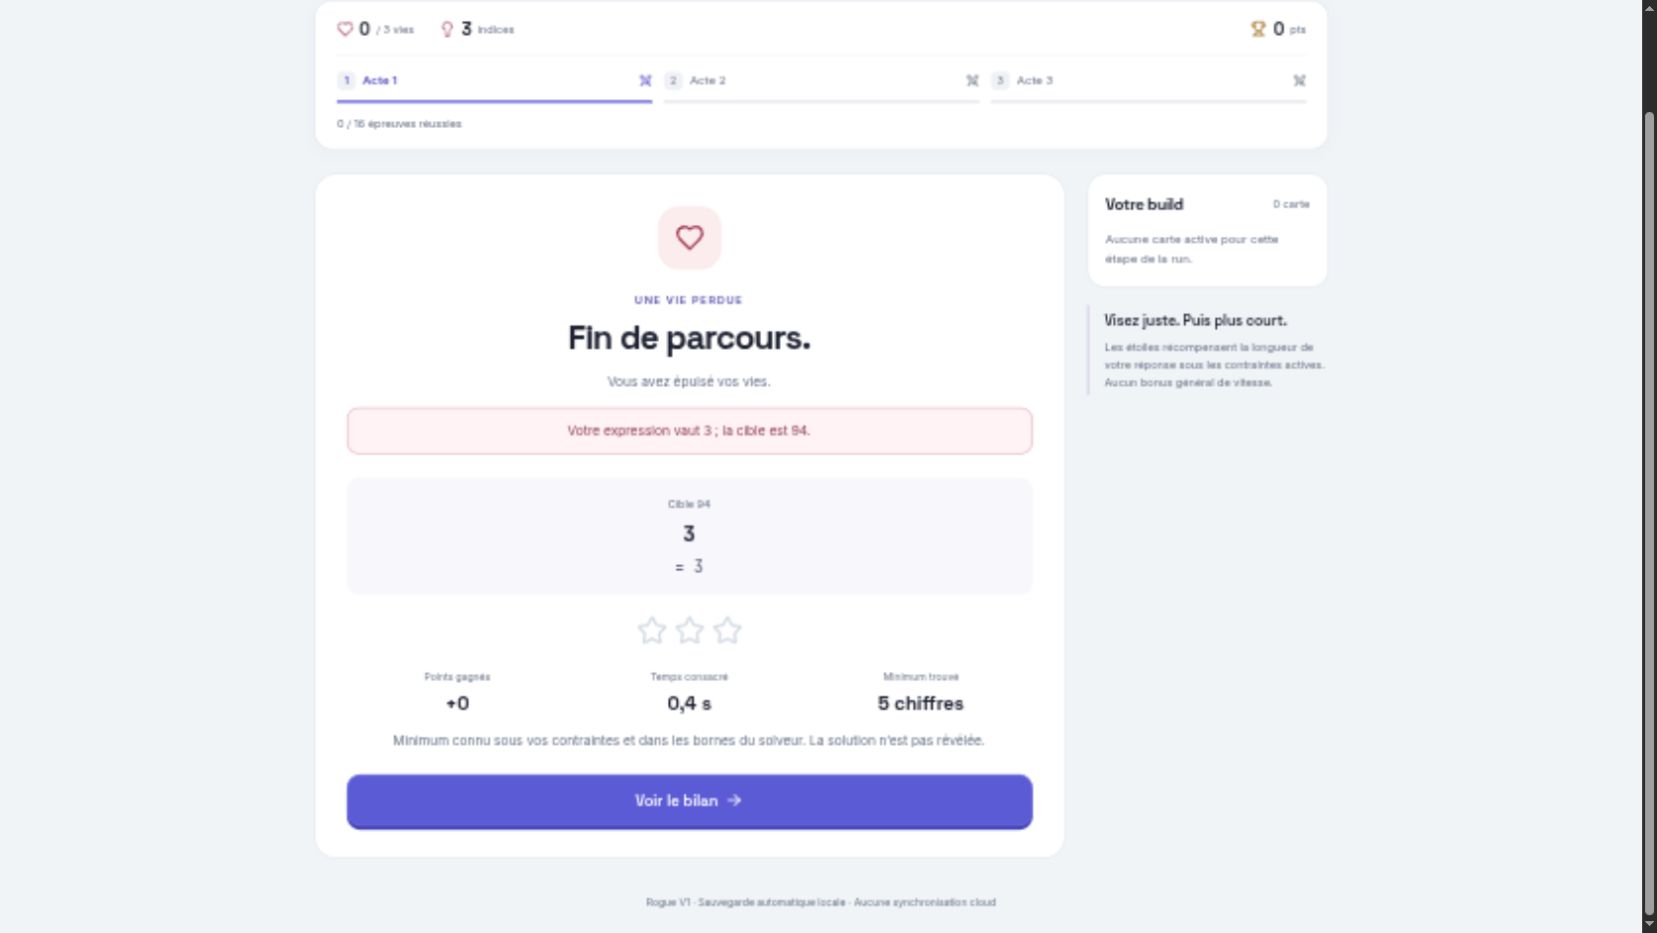 0 / 3 vies 3 indices 0 pts
1 Acte 1 2 Acte 2 3 Acte 3
0 / 16 épreuves réussies
UNE VIE PERDUE
Fin de parcours.
Vous avez épuisé vos vies.
Votre expression vaut 3 ; la cible est 94.
Cible 94
3
= 3
Points gagnés Temps consacré Minimum trouvé
+0 0,4 s 5 chiffres
Minimum connu sous vos contraintes et dans les bornes du solveur. La solution n'est pas révélée.
Voir le bilan →
Votre build 0 carte
Aucune carte active pour cette
étape de la run.
Visez juste. Puis plus court.
Les étoiles récompensent la longueur de
votre réponse sous les contraintes actives.
Aucun bonus général de vitesse.
Rogue V1 · Sauvegarde automatique locale · Aucune synchronisation cloud